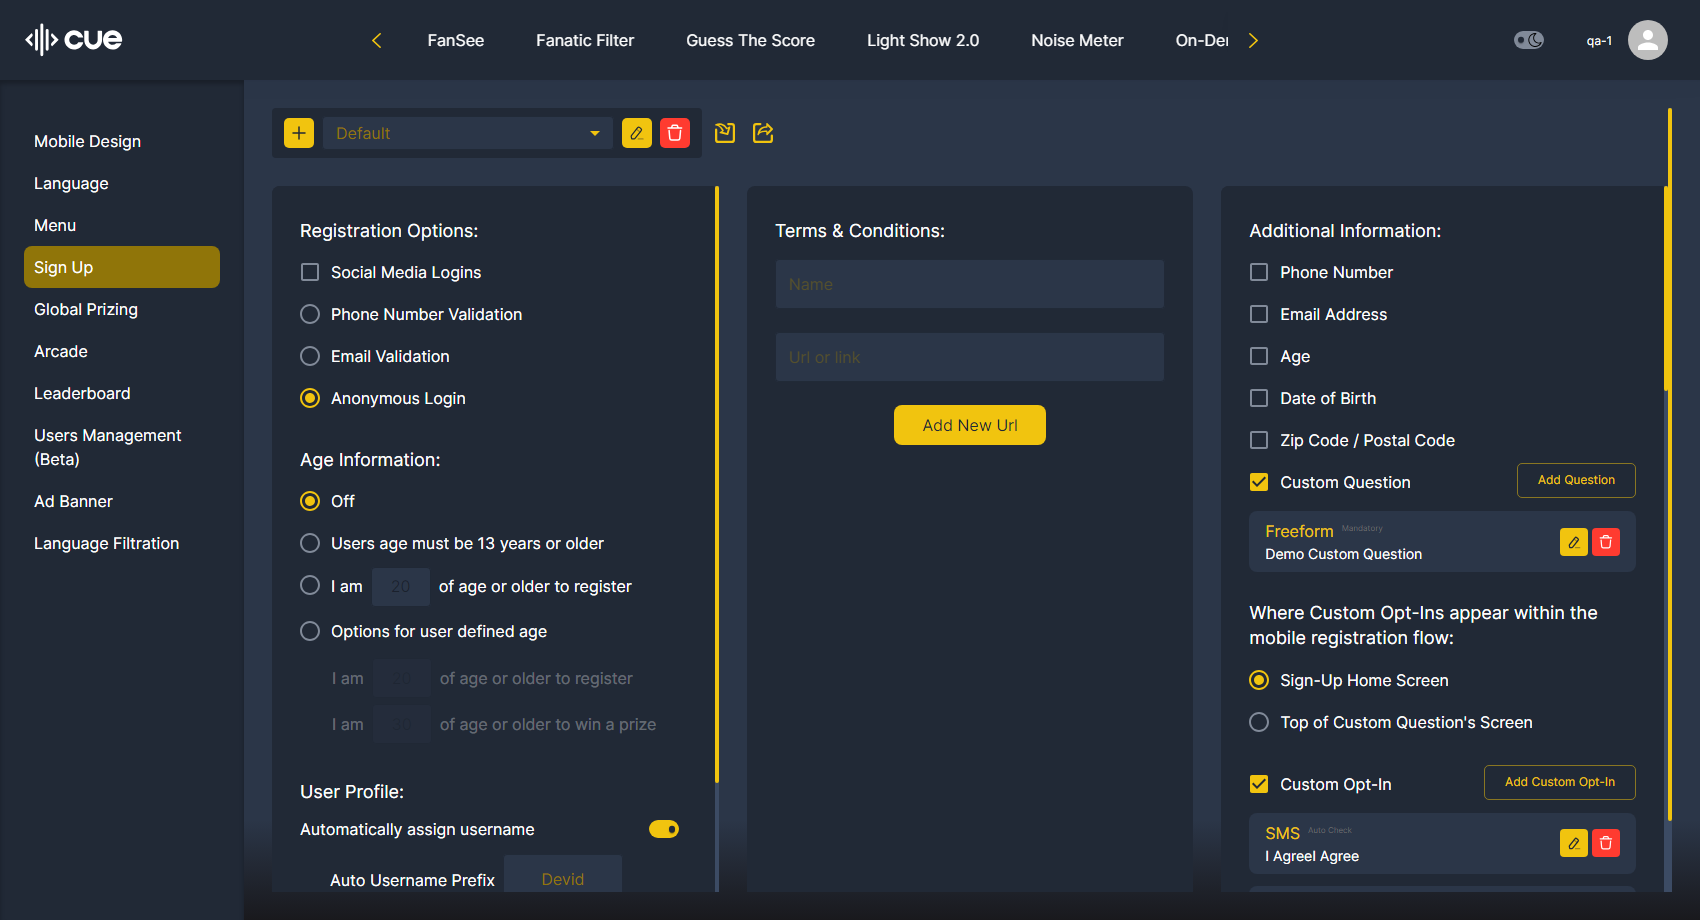 cue
FanSee
Fanatic Filter
Guess The Score
Light Show 2.0
Noise Meter
On-De
qa-1
Mobile Design
Language
Menu
Sign Up
Global Prizing
Arcade
Leaderboard
Users Management
(Beta)
Ad Banner
Language Filtration
Default
Registration Options:
Social Media Logins
Phone Number Validation
Email Validation
Anonymous Login
Age Information:
Off
Users age must be 13 years or older
I am 20 of age or older to register
Options for user defined age
I am 20 of age or older to register
I am 30 of age or older to win a prize
User Profile:
Automatically assign username
Auto Username Prefix Devid
Terms & Conditions:
Name
Url or link
Add New Url
Additional Information:
Phone Number
Email Address
Age
Date of Birth
Zip Code / Postal Code
Custom Question
Add Question
Freeform Mandatory
Demo Custom Question
Where Custom Opt-Ins appear within the
mobile registration flow:
Sign-Up Home Screen
Top of Custom Question's Screen
Custom Opt-In
Add Custom Opt-In
SMS Auto Check
I AgreeI Agree